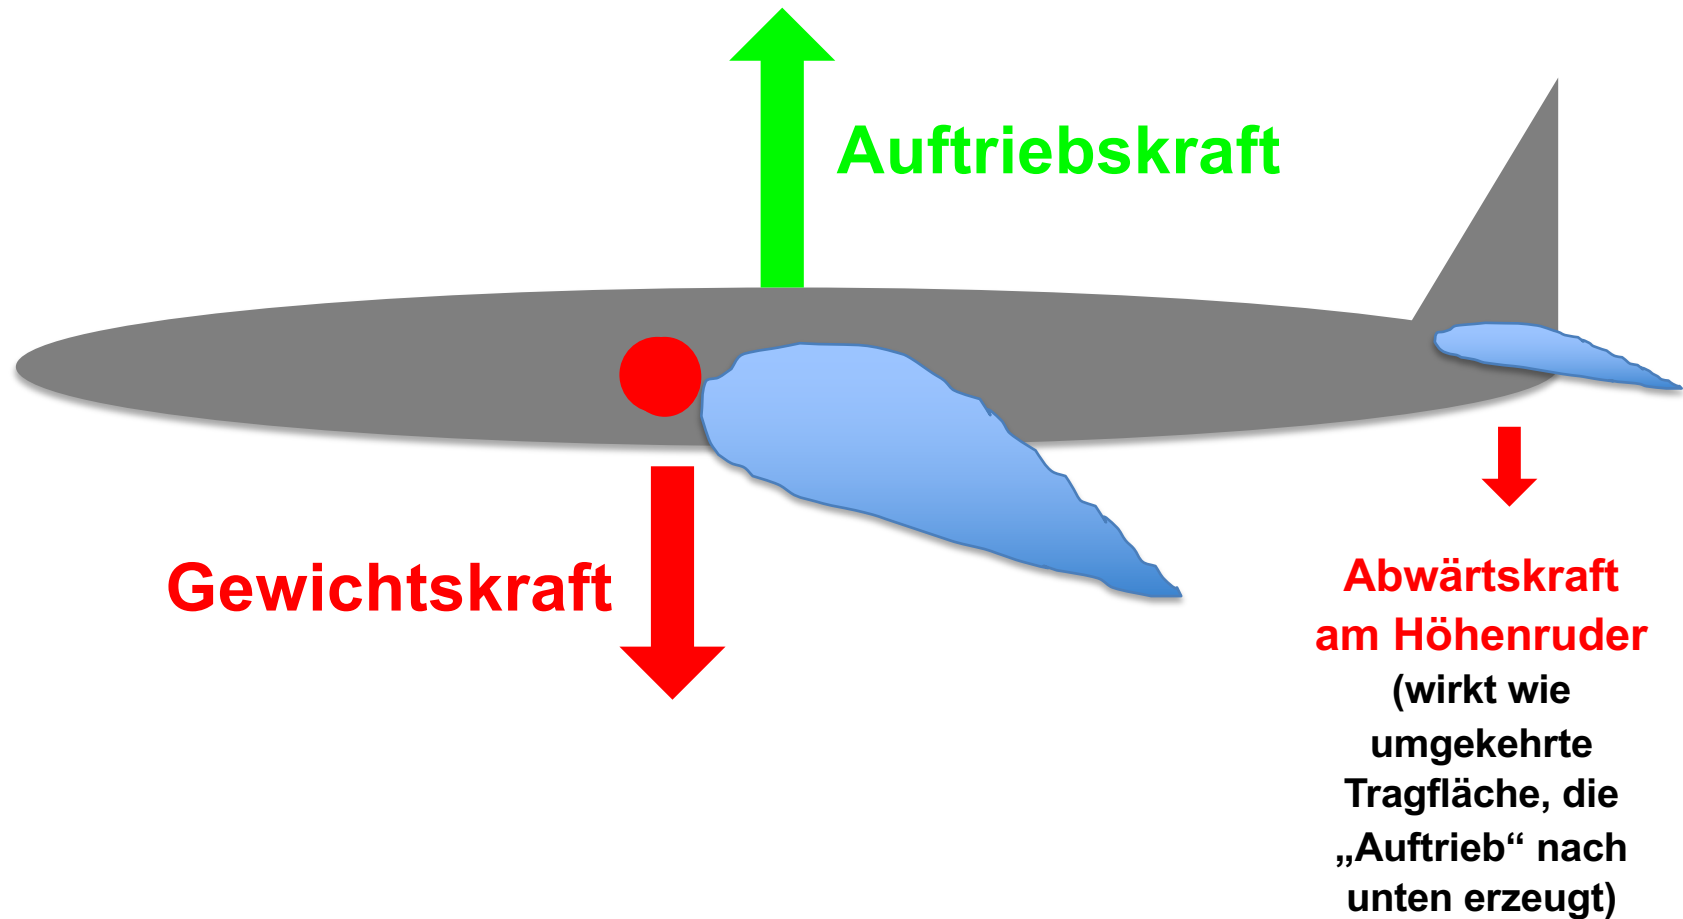 Auftriebskraft
Gewichtskraft
Abwärtskraft
am Höhenruder
(wirkt wie
umgekehrte
Tragfläche, die
„Auftrieb“ nach
unten erzeugt)